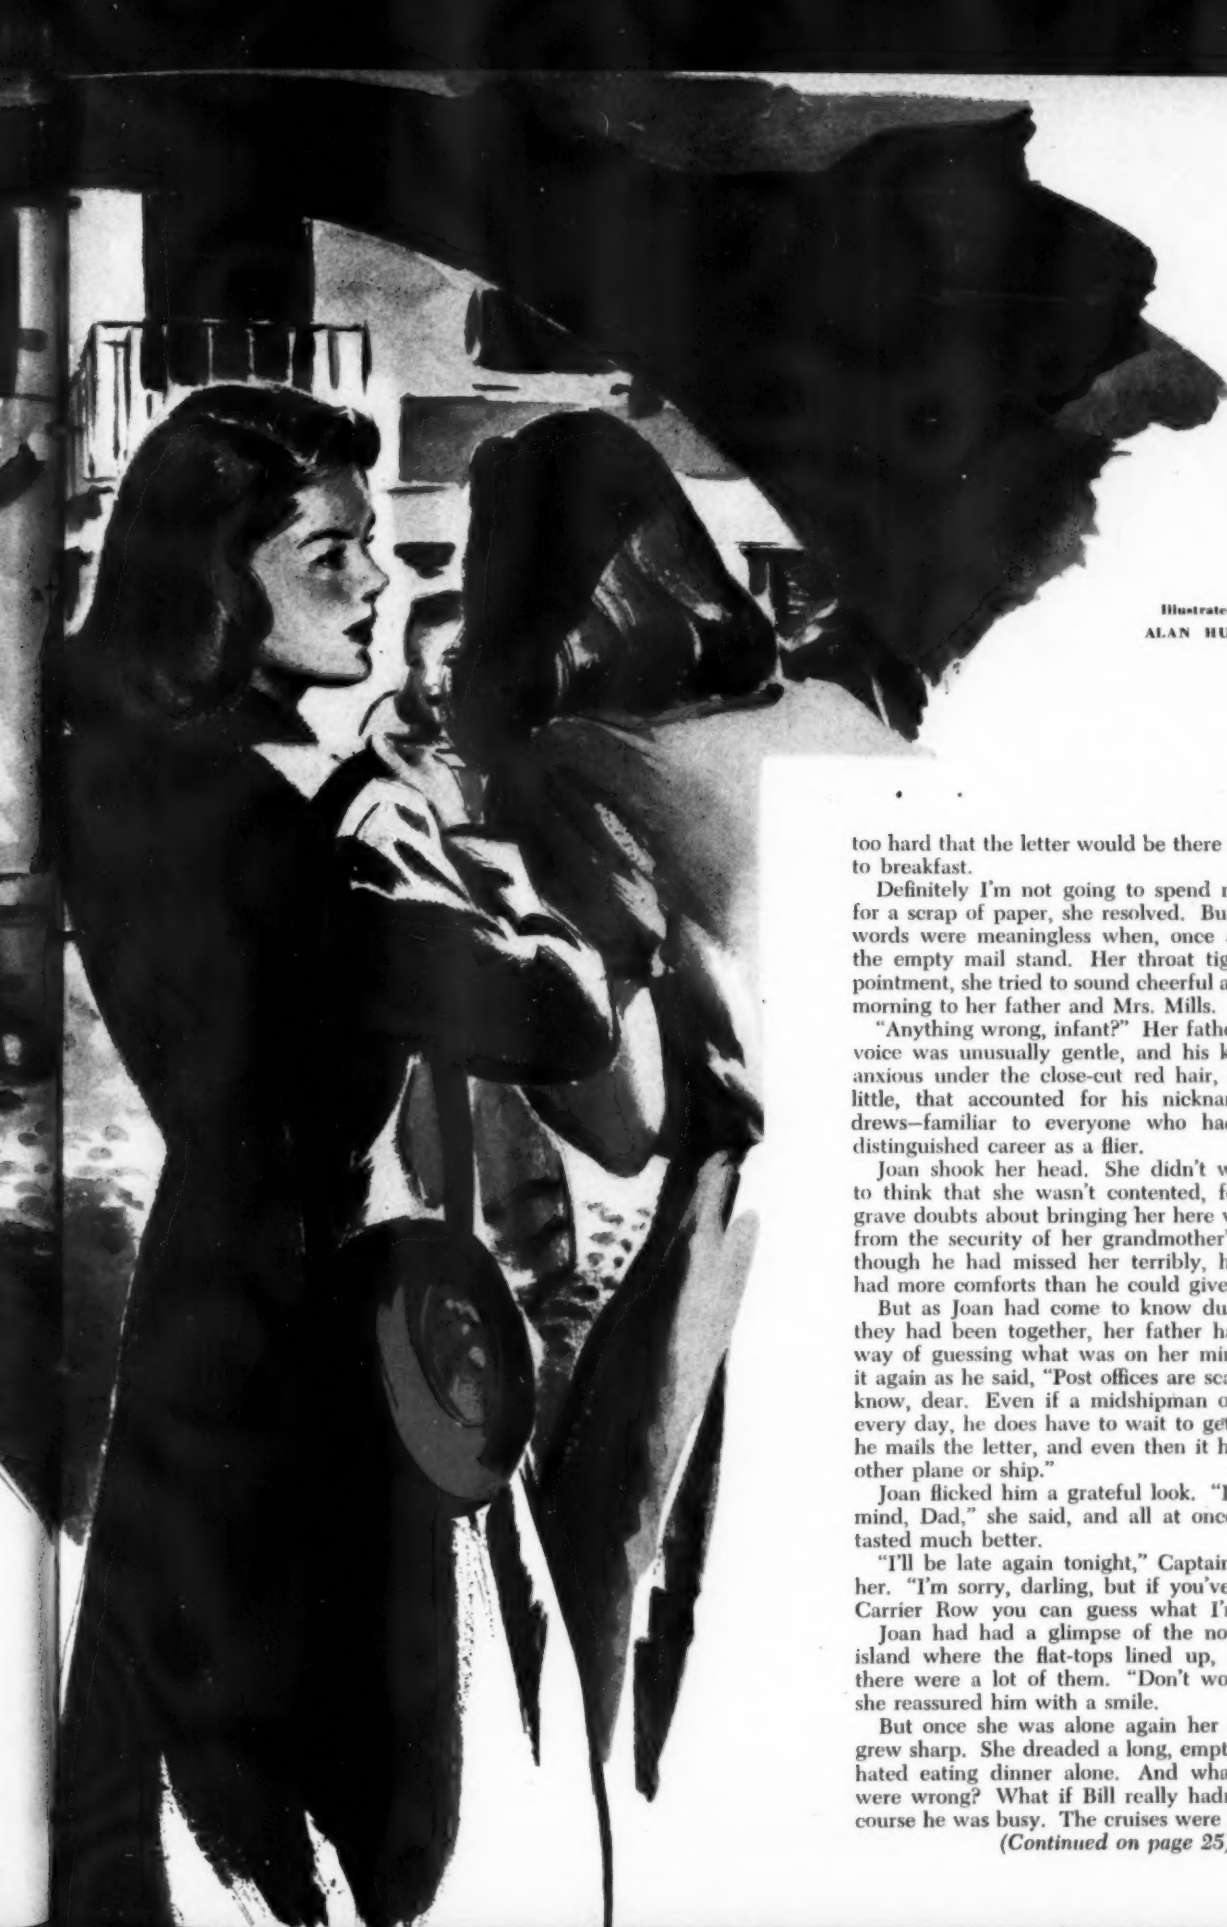 Illustrate
ALAN HU
too hard that the letter would be there
to breakfast.
Definitely I'm not going to spend
for a scrap of paper, she resolved. Bu
words were meaningless when, once
the empty mail stand. Her throat tig
pointment, she tried to sound cheerful a
morning to her father and Mrs. Mills.
"Anything wrong, infant?" Her fathe
voice was unusually gentle, and his k
anxious under the close-cut red hair,
little, that accounted for his nicknar
drews—familiar to everyone who had
distinguished career as a flier.
Joan shook her head. She didn't w
to think that she wasn't contented, f
grave doubts about bringing her here
from the security of her grandmother'
though he had missed her terribly, h
had more comforts than he could give
But as Joan had come to know du
they had been together, her father ha
way of guessing what was on her min
it again as he said, "Post offices are sca
know, dear. Even if a midshipman o
every day, he does have to wait to get
he mails the letter, and even then it h
other plane or ship."
Joan flicked him a grateful look. "I
mind, Dad," she said, and all at once
tasted much better.
"I'll be late again tonight," Captain
her. "I'm sorry, darling, but if you've
Carrier Row you can guess what I'
Joan had had a glimpse of the no
island where the flat-tops lined up,
there were a lot of them. "Don't wo
she reassured him with a smile.
But once she was alone again her
grew sharp. She dreaded a long, empt
hated eating dinner alone. And wha
were wrong? What if Bill really hadn
course he was busy. The cruises were
(Continued on page 25)